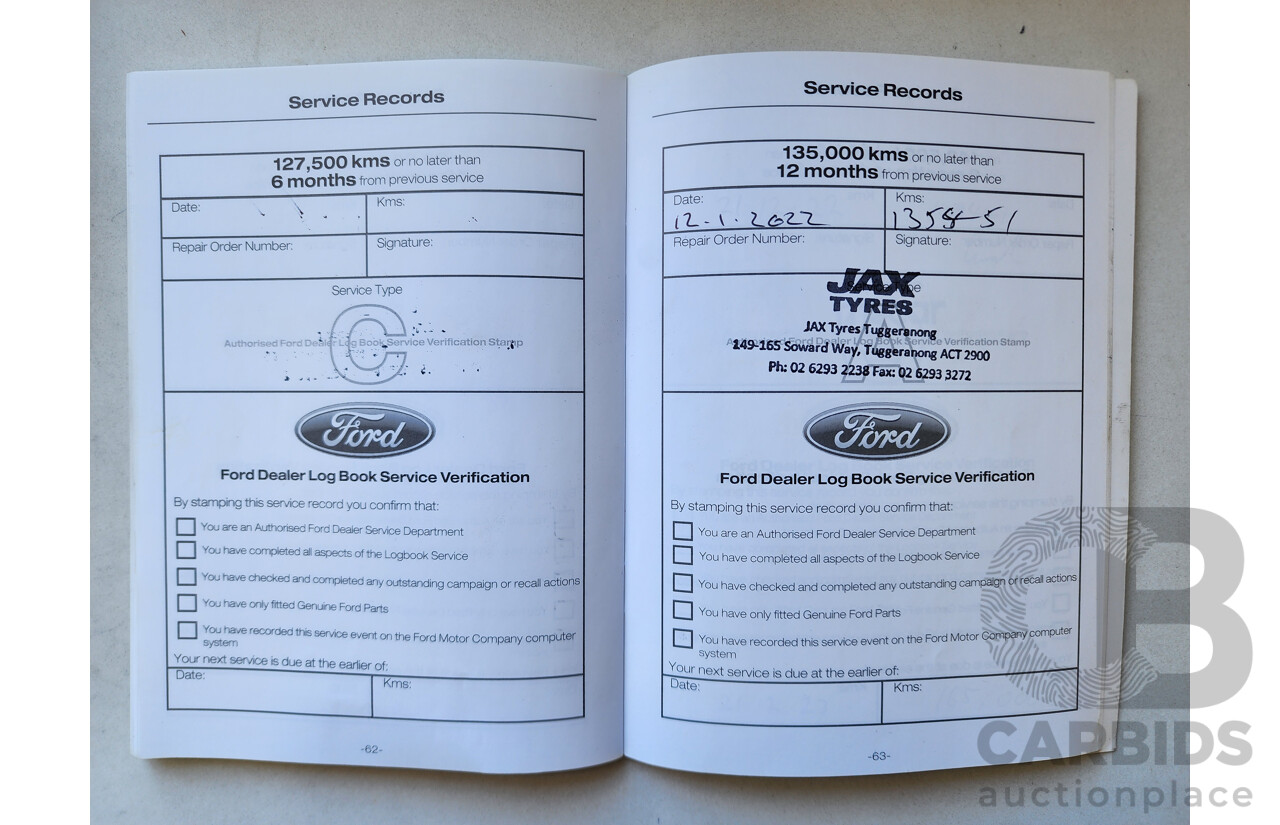 Service Records
127,500 kms or no later than
6 months from previous service
Date:
Kms:
Repair Order Number:
Signature:
Service Type
C
Authorised Ford Dealer Log Book Service Verification Stamp
Ford
Ford Dealer Log Book Service Verification
By stamping this service record you confirm that:
You are an Authorised Ford Dealer Service Department
You have completed all aspects of the Logbook Service
You have checked and completed any outstanding campaign or recall actions
You have only fitted Genuine Ford Parts
You have recorded this service event on the Ford Motor Company computer
system
Your next service is due at the earlier of:
Date:
Kms:
-62-
Service Records
135,000 kms or no later than
12 months from previous service
Date:
Kms:
12-1-2022
135851
Repair Order Number:
Signature:
Service Type
JAX
TYRES
A
JAX Tyres Tuggeranong
Authorised Ford Dealer Log Book Service Verification Stamp
149-165 Soward Way, Tuggeranong ACT 2900
Ph: 02 6293 2238 Fax: 02 6293 3272
Ford
Ford Dealer Log Book Service Verification
By stamping this service record you confirm that:
You are an Authorised Ford Dealer Service Department
You have completed all aspects of the Logbook Service
You have checked and completed any outstanding campaign or recall actions
You have only fitted Genuine Ford Parts
You have recorded this service event on the Ford Motor Company computer
system
Your next service is due at the earlier of:
Date:
Kms:
-63-
CB
CARBIDS
auctionplace